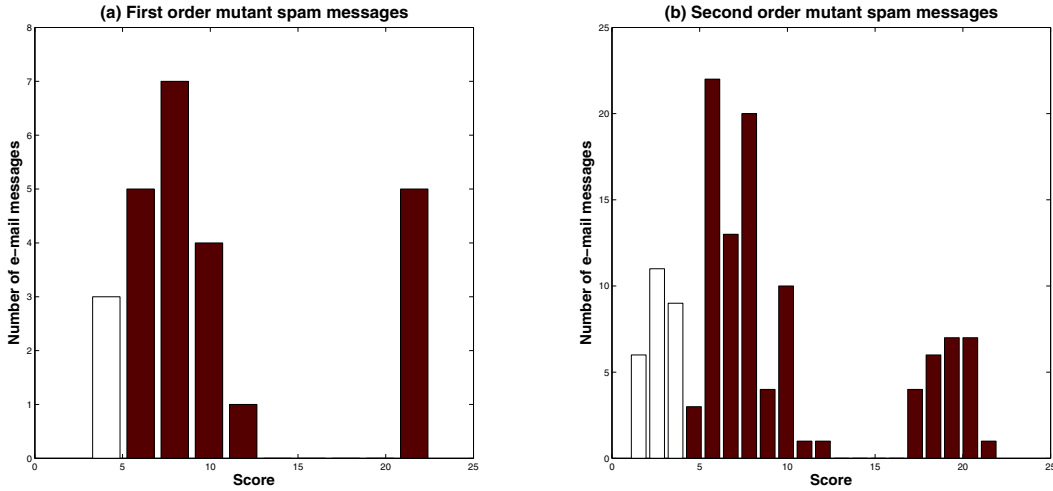 (a) First order mutant spam messages
8
7
6
5
4
3
2
1
0
0 5 10 15 20 25
Number of e−mail messages
Score
(b) Second order mutant spam messages
25
20
15
10
5
0
0 5 10 15 20 25
Number of e−mail messages
Score